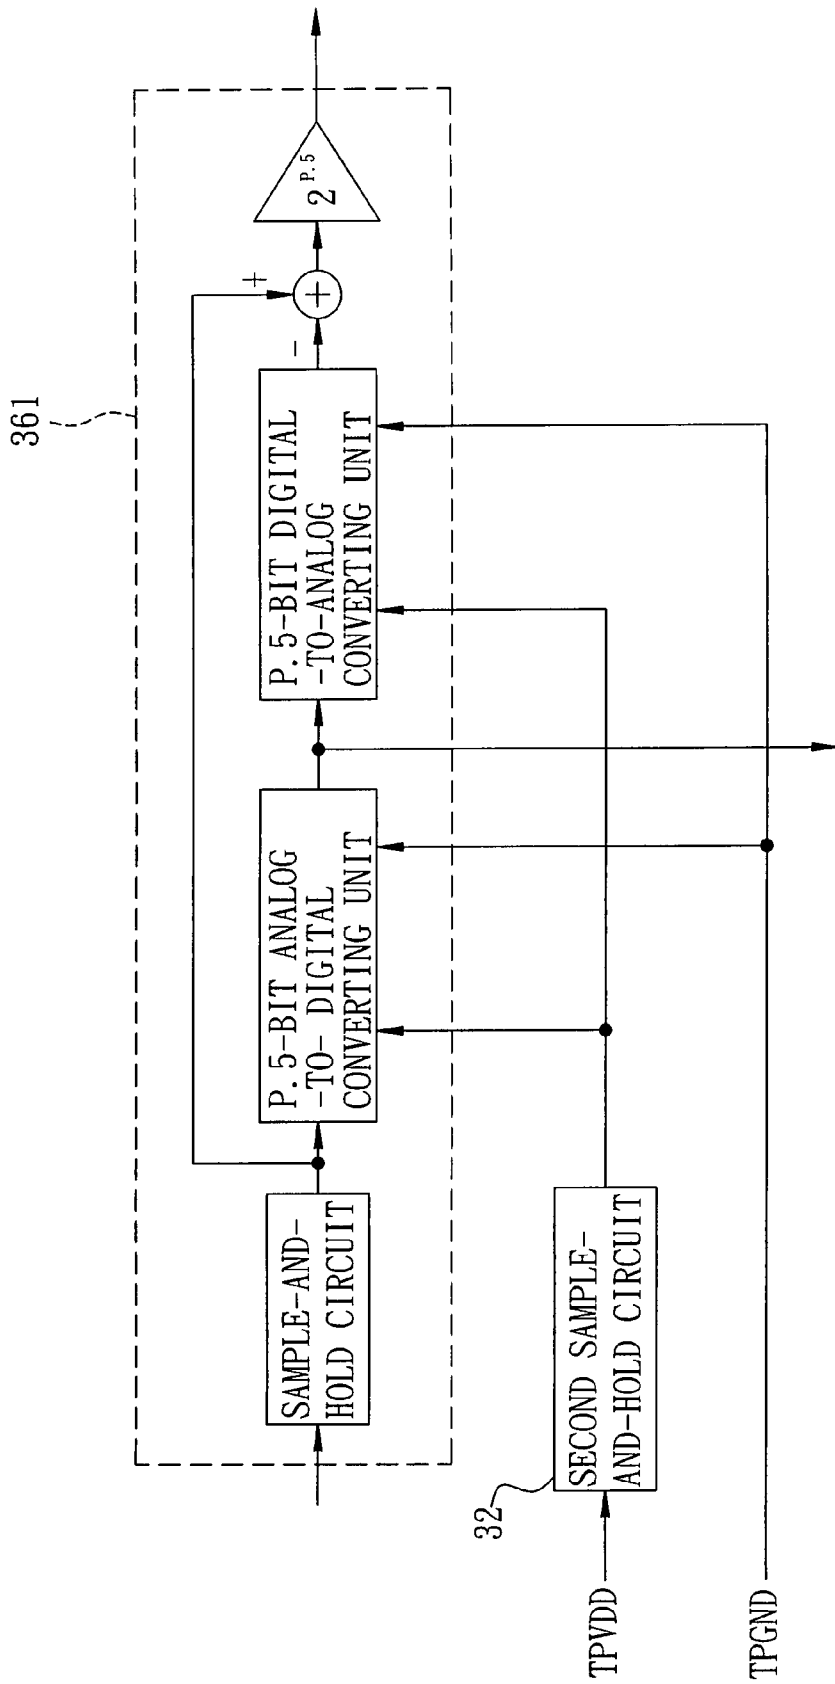 361
SAMPLE-AND-
HOLD CIRCUIT
P.5-BIT ANALOG
-TO- DIGITAL
CONVERTING UNIT
P.5-BIT DIGITAL
-TO-ANALOG
CONVERTING UNIT
-
+
+
2 P.5
32
SECOND SAMPLE-
AND-HOLD CIRCUIT
TPVDD
TPGND